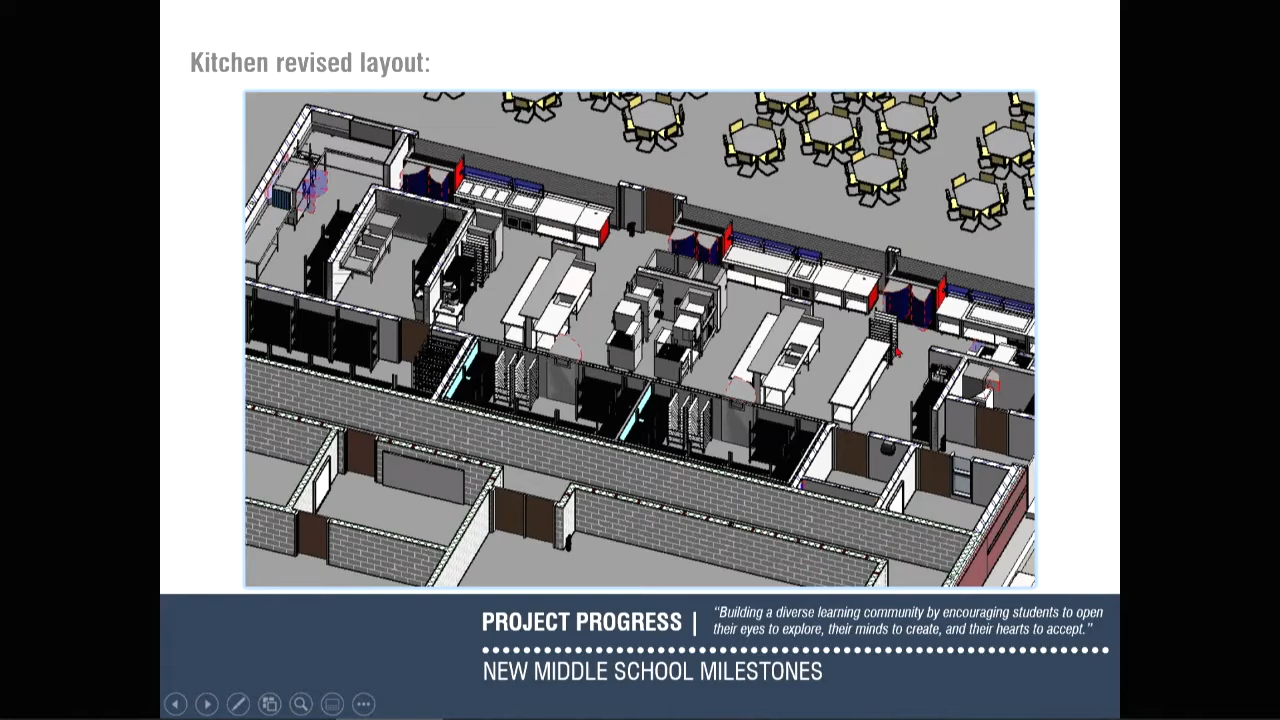 Kitchen revised layout:
PROJECT PROGRESS |
“Building a diverse learning community by encouraging students to open
their eyes to explore, their minds to create, and their hearts to accept.”
NEW MIDDLE SCHOOL MILESTONES